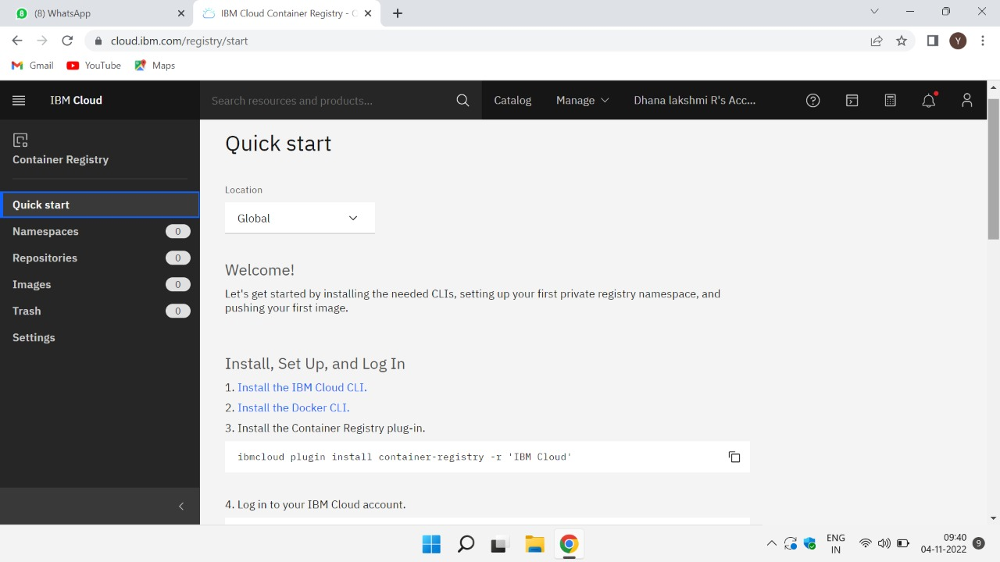 (8) WhatsApp
IBM Cloud Container Registry - C
cloud.ibm.com/registry/start
Y
Gmail
YouTube
Maps
IBM Cloud
Search resources and products...
Catalog
Manage
Dhana lakshmi R's Acc...
Container Registry
Quick start
Namespaces 0
Repositories 0
Images 0
Trash 0
Settings
Quick start
Location
Global
Welcome!
Let's get started by installing the needed CLIs, setting up your first private registry namespace, and
pushing your first image.
Install, Set Up, and Log In
1. Install the IBM Cloud CLI.
2. Install the Docker CLI.
3. Install the Container Registry plug-in.
ibmcloud plugin install container-registry -r 'IBM Cloud'
4. Log in to your IBM Cloud account.
ENG
IN
09:40
04-11-2022
9